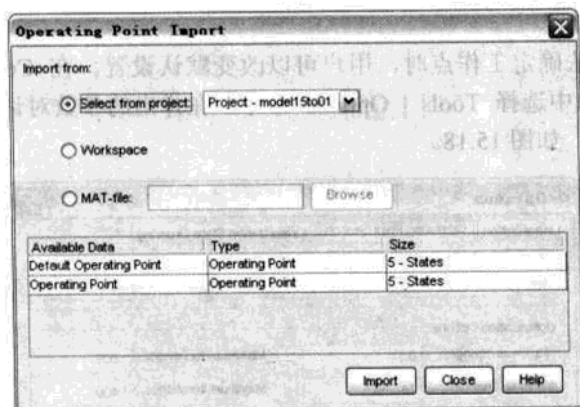 Operating Point Import
Import from:
Select from project: Project - model15to01
Workspace
MAT-file: Browse
Available Data Type Size
Default Operating Point Operating Point 5 - States
Operating Point Operating Point 5 - States
Import Close Help